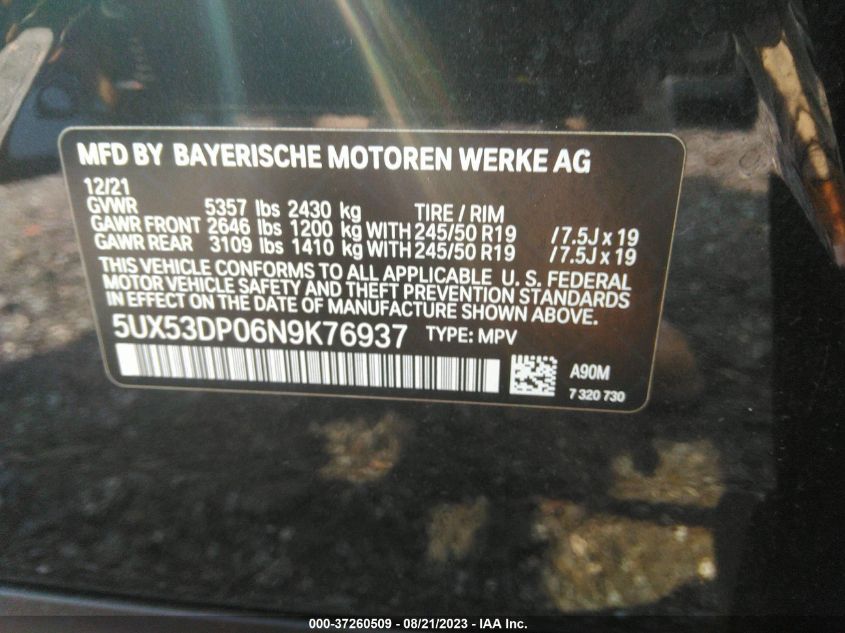 MFD BY BAYERISCHE MOTOREN WERKE AG
12/21
GVWR 5357 lbs 2430 kg TIRE / RIM
GAWR FRONT 2646 lbs 1200 kg WITH 245/50 R19 /7.5J x 19
GAWR REAR 3109 lbs 1410 kg WITH 245/50 R19 /7.5J x 19
THIS VEHICLE CONFORMS TO ALL APPLICABLE U. S. FEDERAL
MOTOR VEHICLE SAFETY AND THEFT PREVENTION STANDARDS
IN EFFECT ON THE DATE OF MANUFACTURE SHOWN ABOVE.
5UX53DP06N9K76937 TYPE: MPV
A90M
7 320 730
000-37260509 - 08/21/2023 - IAA Inc.